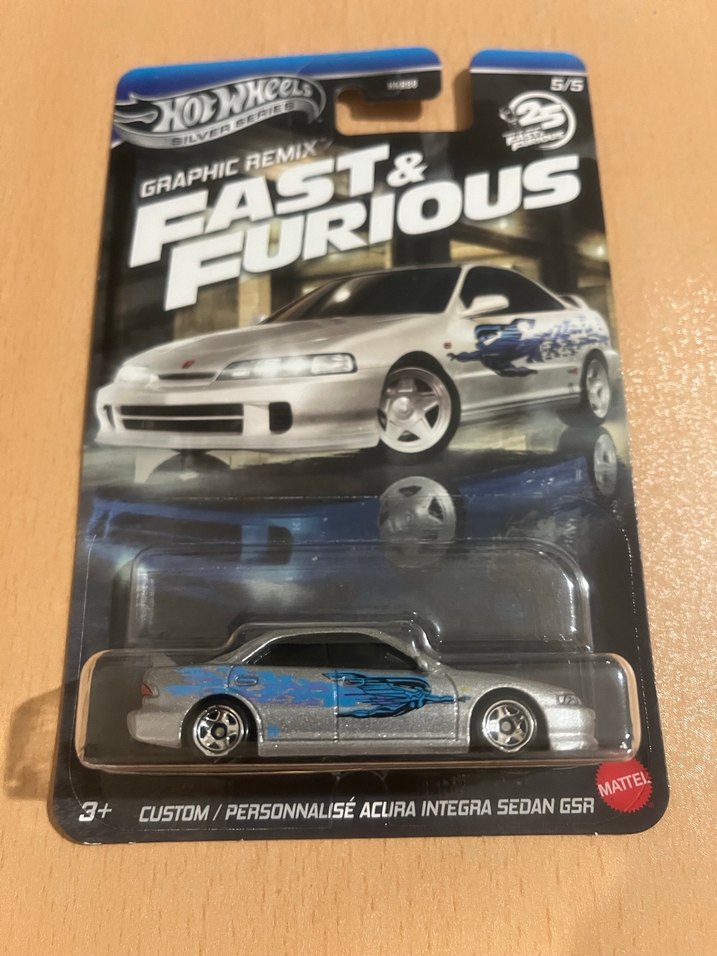 HOT WHEELS
SILVER SERIES
5/5
25
FAST & FURIOUS
GRAPHIC REMIX™
FAST &
FURIOUS
3+
CUSTOM / PERSONNALISÉ ACURA INTEGRA SEDAN GSR
MATTEL